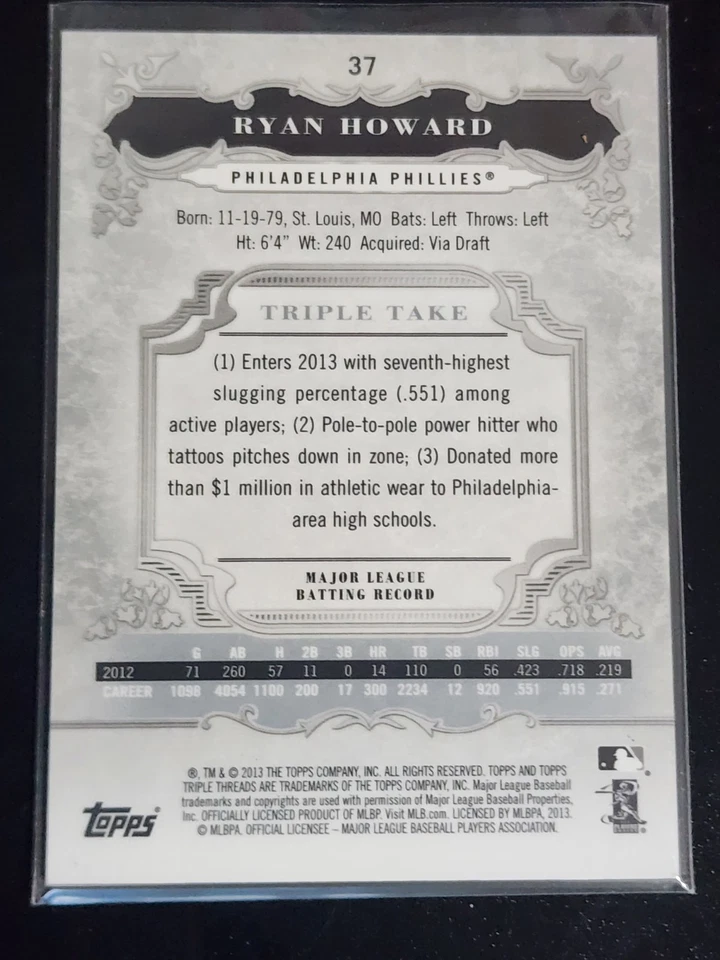 37
RYAN HOWARD
PHILADELPHIA PHILLIES®
Born: 11-19-79, St. Louis, MO Bats: Left Throws: Left
Ht: 6'4" Wt: 240 Acquired: Via Draft
TRIPLE TAKE
(1) Enters 2013 with seventh-highest
slugging percentage (.551) among
active players; (2) Pole-to-pole power hitter who
tattoos pitches down in zone; (3) Donated more
than $1 million in athletic wear to Philadelphia-
area high schools.
MAJOR LEAGUE
BATTING RECORD
G AB H 2B 3B HR TB SB RBI SLG OPS AVG
2012 71 260 57 11 0 14 110 0 56 .423 .718 .219
CAREER 1098 4054 1100 200 17 300 2234 12 920 .551 .915 .271
®, TM & © 2013 THE TOPPS COMPANY, INC. ALL RIGHTS RESERVED. TOPPS AND TOPPS
TRIPLE THREADS ARE TRADEMARKS OF THE TOPPS COMPANY, INC. Major League Baseball
trademarks and copyrights are used with permission of Major League Baseball Properties,
Inc. OFFICIALLY LICENSED PRODUCT OF MLBP. Visit MLB.com. LICENSED BY MLBPA, 2013.
© MLBPA. OFFICIAL LICENSEE – MAJOR LEAGUE BASEBALL PLAYERS ASSOCIATION.
Topps®